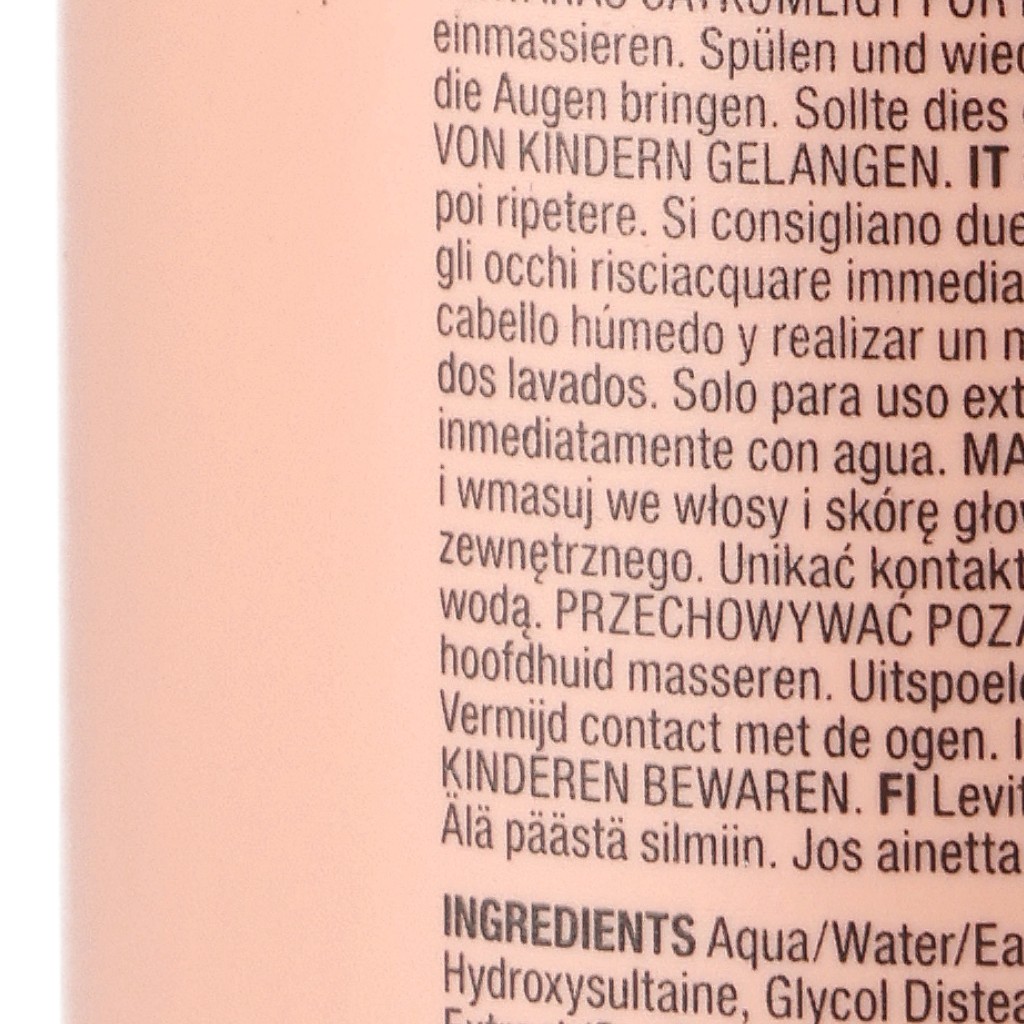 einmassieren. Spülen und
die Augen bringen. Sollte dies
VON KINDERN GELANGEN. IT
poi ripetere. Si consigliano due
gli occhi risciacquare immedia
cabello húmedo y realizar un
dos lavados. Solo para uso ext
inmediatamente con agua. MA
i wmasuj we włosy i skórę gło
zewnętrznego. Unikać kontakt
wodą. PRZECHOWYWAĆ POZA
hoofdhuid masseren. Uitspoele
Vermijd contact met de ogen.
KINDEREN BEWAREN. FI Levit
Älä päästä silmiin. Jos ainetta
INGREDIENTS Aqua/Water/Ea
Hydroxysultaine, Glycol Distea